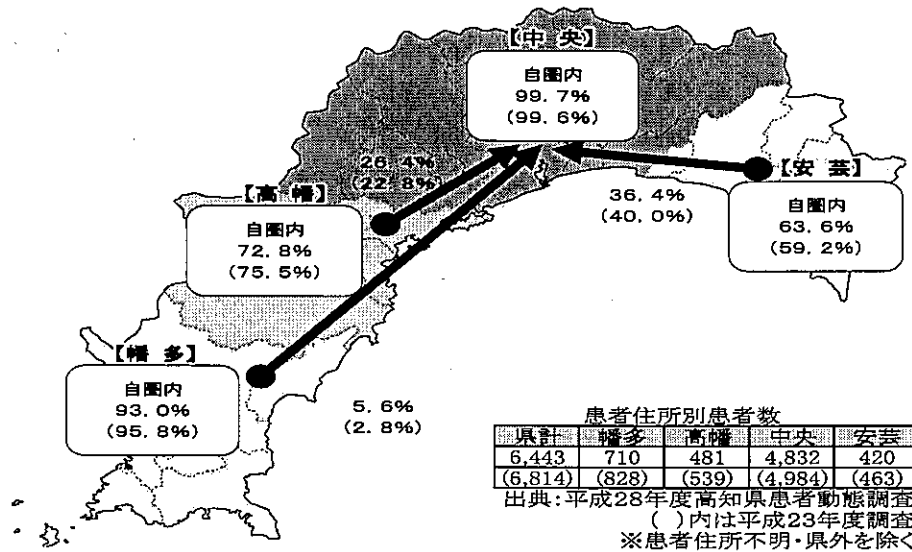 【中 央】
自圏内
99.7%
(99.6%)
26.4%
(22.8%)
【高 幡】
自圏内
72.8%
(75.5%)
36.4%
(40.0%)
【安 芸】
自圏内
63.6%
(59.2%)
【幡 多】
自圏内
93.0%
(95.8%)
5.6%
(2.8%)
患者住所別患者数
県計 幡多 高幡 中央 安芸
6,443 710 481 4,832 420
(6,814) (828) (539) (4,984) (463)
出典:平成28年度高知県患者動態調査
( )内は平成23年度調査
※患者住所不明・県外を除く